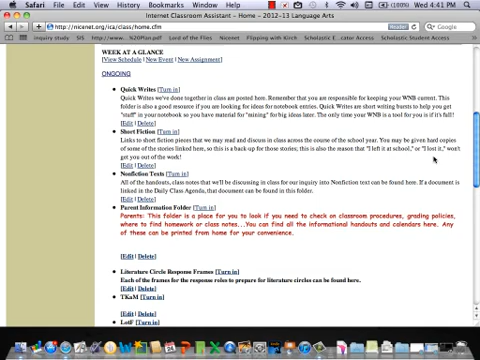 Safari File Edit View History Bookmarks Window Help (100%) Wed 4:41 PM
Internet Classroom Assistant - Home - 2012-13 Language Arts
http://nicenet.org/ica/class/home.cfm Reader Google
inquiry study SIS Lord of the Flies Flipping with Kirch Scholastic E...cator Access Scholastic Student Access
WEEK AT A GLANCE
[View Schedule | New Event | New Assignment]
ONGOING
Quick Writes [Turn in]
Quick Writes we've done together in class are posted here. Remember that you are responsible for keeping your WNB current. This
folder is also a good resource if you are looking for ideas for notebook entries. Quick Writes are short writing bursts to help you get
"stuff" in your notebook so you have material for "mining" for big ideas later. The only time your WNB is a tool for you is if it's full!
[Edit | Delete]
Short Fiction [Turn in]
Links to short fiction pieces that we may read and discuss in class across the course of the school year. You may be given hard copies
of some of the stories linked here, so this is a back-up for those stories; this is also the reason that "I left it at school," or "I lost it," won't
get you out of the work!
[Edit | Delete]
Nonfiction Texts [Turn in]
All of the handouts, class notes that we'll be discussing in class for our inquiry into Nonfiction text can be found here. If a document is
linked in the Daily Class Agenda, that document can be found in this folder.
[Edit | Delete]
Parent Information Folder [Turn in]
Parents: This folder is a place for you to look if you need to check on classroom procedures, grading policies,
where to find homework or class notes...You can find all the informational handouts and calendars here. Any
of these can be printed from home for your convenience.
[Edit | Delete]
Literature Circle Response Frames [Turn in]
Each of the frames for the response roles to prepare for literature circles can be found here.
[Edit | Delete]
TKaM [Turn in]
[Edit | Delete]
LotF [Turn in]